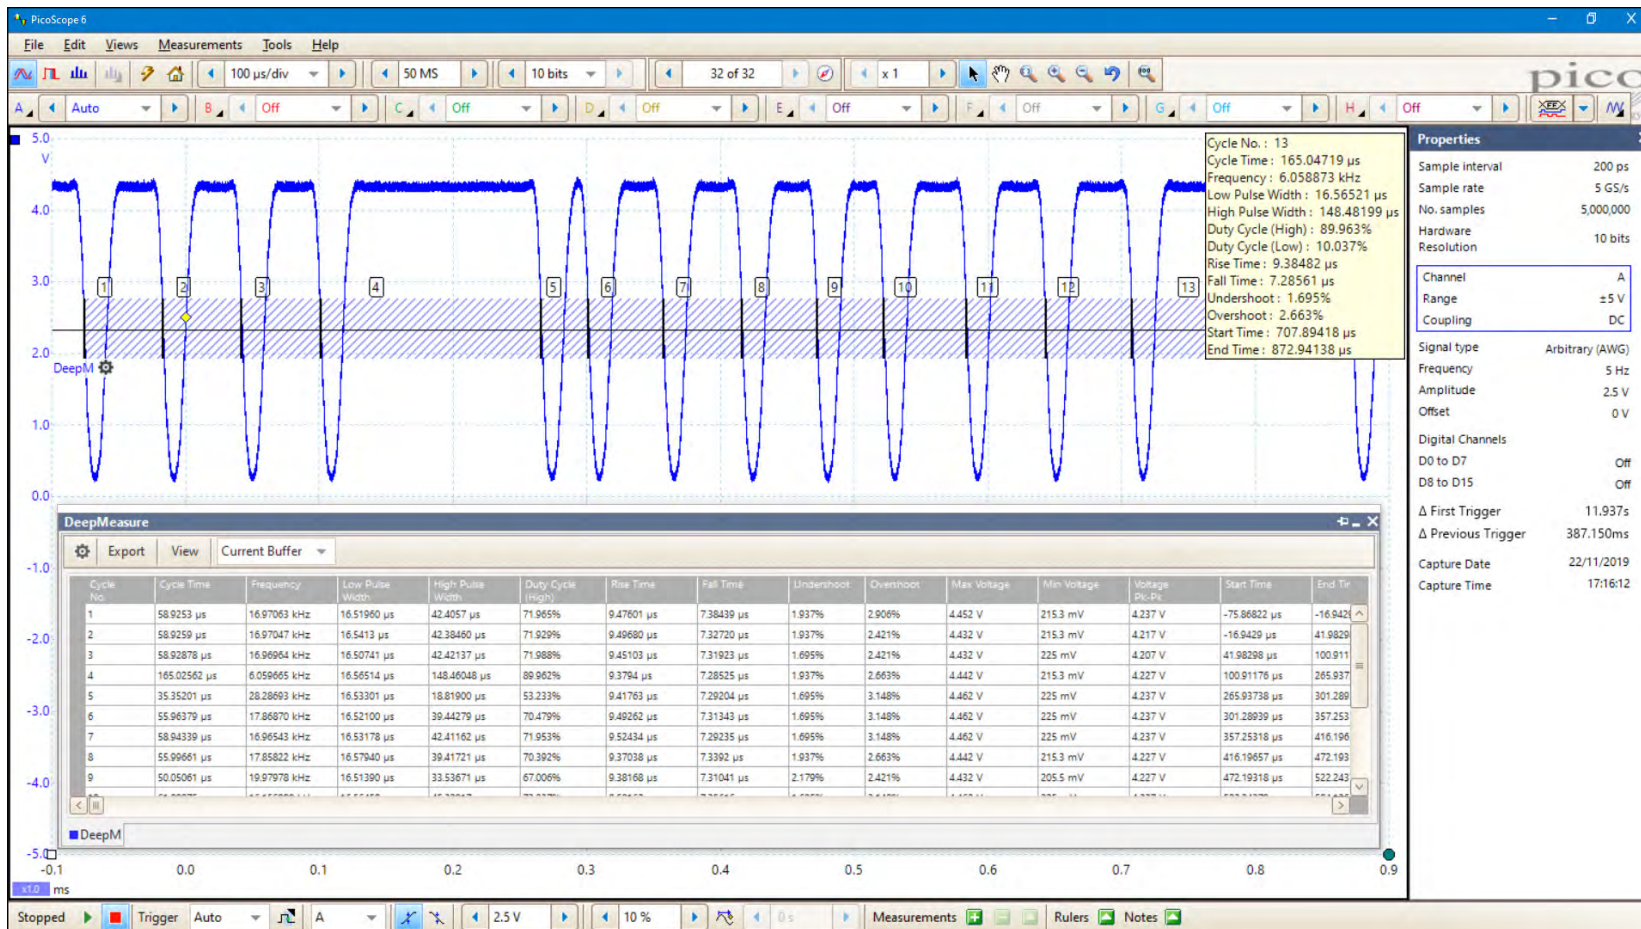 PicoScope 6
File Edit Views Measurements Tools Help
100 µs/div 50 MS 10 bits 32 of 32 x 1
pico
A Auto B Off C Off D Off E Off F Off G Off H Off
5.0
V
4.0
3.0
2.0
1.0
0.0
-1.0
-2.0
-3.0
-4.0
-5.0
1 2 3 4 5 6 7 8 9 10 11 12 13
DeepM
Cycle No. : 13
Cycle Time : 165.04719 µs
Frequency : 6.058873 kHz
Low Pulse Width : 16.56521 µs
High Pulse Width : 148.48199 µs
Duty Cycle (High) : 89.963%
Duty Cycle (Low) : 10.037%
Rise Time : 9.38482 µs
Fall Time : 7.28561 µs
Undershoot : 1.695%
Overshoot : 2.663%
Start Time : 707.89418 µs
End Time : 872.94138 µs
Properties
Sample interval 200 ps
Sample rate 5 GS/s
No. samples 5,000,000
Hardware
Resolution 10 bits
Channel A
Range ±5 V
Coupling DC
Signal type Arbitrary (AWG)
Frequency 5 Hz
Amplitude 2.5 V
Offset 0 V
Digital Channels
D0 to D7 Off
D8 to D15 Off
Δ First Trigger 11.937s
Δ Previous Trigger 387.150ms
Capture Date 22/11/2019
Capture Time 17:16:12
DeepMeasure
Export View Current Buffer
Cycle No. Cycle Time Frequency Low Pulse Width High Pulse Width Duty Cycle (High) Rise Time Fall Time Undershoot Overshoot Max Voltage Min Voltage Voltage Pk-Pk Start Time End Tir
1 58.9253 µs 16.97063 kHz 16.51960 µs 42.4057 µs 71.965% 9.47601 µs 7.38439 µs 1.937% 2.906% 4.452 V 215.3 mV 4.237 V -75.86822 µs -16.9429
2 58.9259 µs 16.97047 kHz 16.5413 µs 42.38460 µs 71.929% 9.49680 µs 7.32720 µs 1.937% 2.421% 4.432 V 215.3 mV 4.217 V -16.9429 µs 41.9829
3 58.92878 µs 16.96964 kHz 16.50741 µs 42.42137 µs 71.988% 9.45103 µs 7.31923 µs 1.695% 2.421% 4.432 V 225 mV 4.207 V 41.98298 µs 100.911
4 165.02562 µs 6.059665 kHz 16.56514 µs 148.46048 µs 89.962% 9.3794 µs 7.28525 µs 1.937% 2.663% 4.442 V 215.3 mV 4.227 V 100.91176 µs 265.937
5 35.35201 µs 28.28693 kHz 16.53301 µs 18.81900 µs 53.233% 9.41763 µs 7.29204 µs 1.695% 3.148% 4.462 V 225 mV 4.237 V 265.93738 µs 301.289
6 55.96379 µs 17.86870 kHz 16.52100 µs 39.44279 µs 70.479% 9.49262 µs 7.31343 µs 1.695% 3.148% 4.462 V 225 mV 4.237 V 301.28939 µs 357.253
7 58.94339 µs 16.96543 kHz 16.53178 µs 42.41162 µs 71.953% 9.52434 µs 7.29235 µs 1.695% 3.148% 4.462 V 225 mV 4.237 V 357.25318 µs 416.196
8 55.99661 µs 17.85822 kHz 16.57940 µs 39.41721 µs 70.392% 9.37038 µs 7.3392 µs 1.937% 2.663% 4.442 V 215.3 mV 4.227 V 416.19657 µs 472.193
9 50.05061 µs 19.97978 kHz 16.51390 µs 33.53671 µs 67.006% 9.38168 µs 7.31041 µs 2.179% 2.421% 4.432 V 205.5 mV 4.227 V 472.19318 µs 522.243
DeepM
-0.1 0.0 0.1 0.2 0.3 0.4 0.5 0.6 0.7 0.8 0.9
x1.0 ms
Stopped Trigger Auto A 2.5 V 10 % 0 s Measurements Rulers Notes